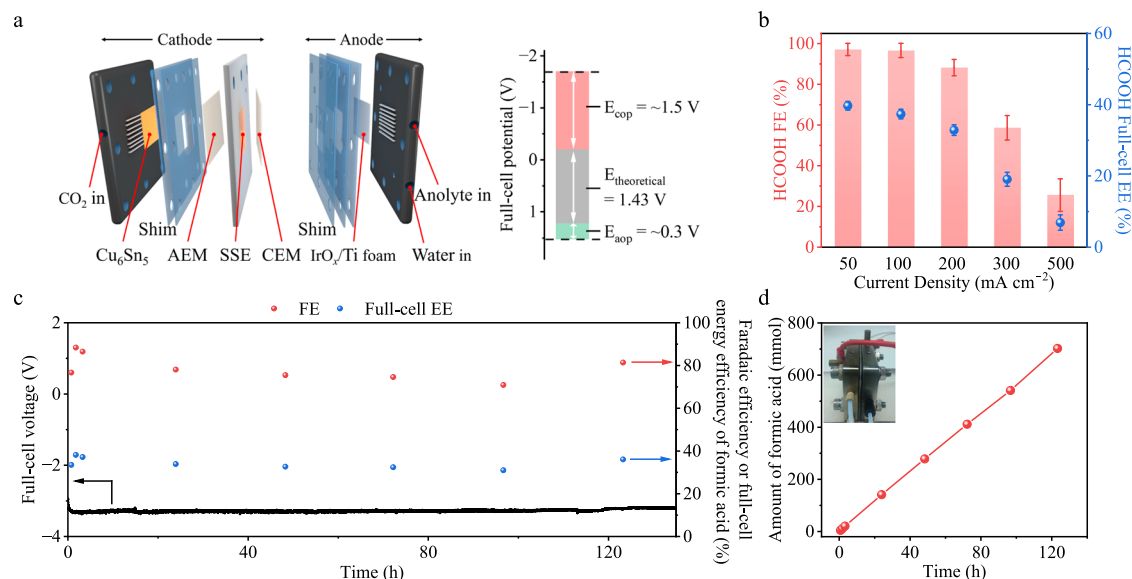 a
Cathode
Anode
CO2 in
Shim
Cu6Sn5
AEM
SSE
CEM
Shim
IrOx/Ti foam
Anolyte in
Water in
Full-cell potential (V)
−2
−1
0
1
Ecop = ~1.5 V
Etheoretical
= 1.43 V
Eaop = ~0.3 V
b
HCOOH FE (%)
100
80
60
40
20
0
HCOOH Full-cell EE (%)
60
40
20
0
50 100 200 300 500
Current Density (mA cm−2)
c
FE
Full-cell EE
Full-cell voltage (V)
2
0
−2
−4
Faradaic efficiency or full-cell
energy efficiency of formic acid (%)
100
90
80
70
60
50
40
30
20
10
0
0 40 80 120
Time (h)
d
Amount of formic acid (mmol)
800
600
400
200
0
0 40 80 120
Time (h)